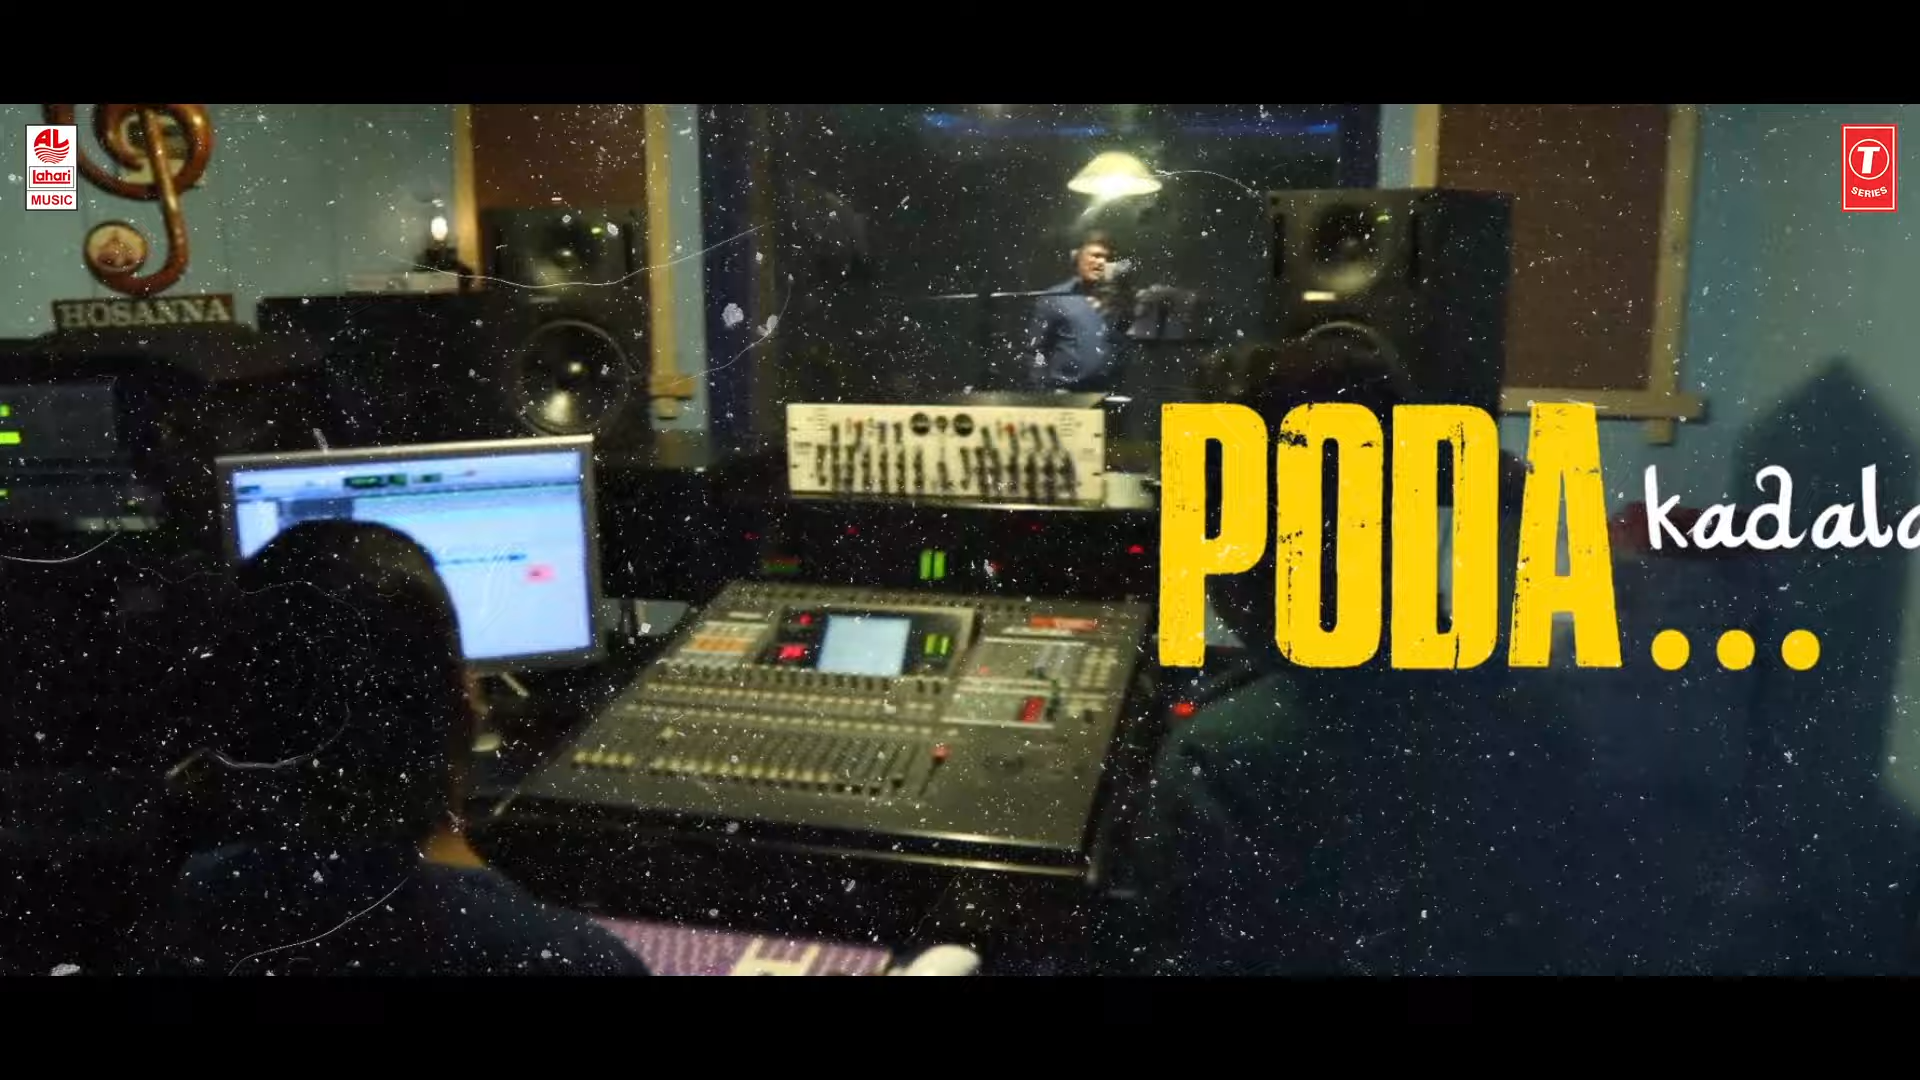 AL
Lahari
MUSIC
T
SERIES
HOSANNA
PODA...
kadala